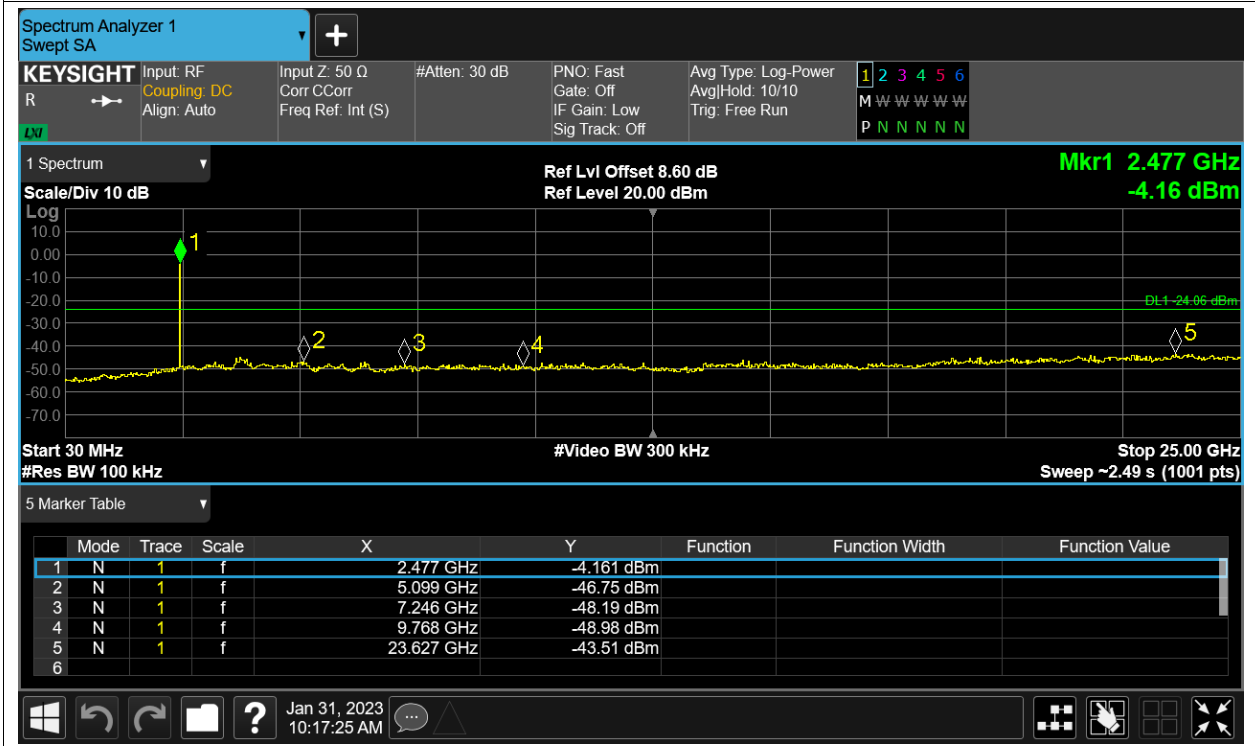 Spectrum Analyzer 1
Swept SA
+
KEYSIGHT
R
LXI
Input: RF
Coupling: DC
Align: Auto
Input Z: 50 Ω
Corr CCorr
Freq Ref: Int (S)
#Atten: 30 dB
PNO: Fast
Gate: Off
IF Gain: Low
Sig Track: Off
Avg Type: Log-Power
Avg|Hold: 10/10
Trig: Free Run
1 2 3 4 5 6
M W W W W W
P N N N N N
1 Spectrum
Scale/Div 10 dB
Ref Lvl Offset 8.60 dB
Ref Level 20.00 dBm
Mkr1 2.477 GHz
-4.16 dBm
Log
10.0
0.00
-10.0
-20.0
-30.0
-40.0
-50.0
-60.0
-70.0
1
2
3
4
5
DL1 -24.06 dBm
Start 30 MHz
#Res BW 100 kHz
#Video BW 300 kHz
Stop 25.00 GHz
Sweep ~2.49 s (1001 pts)
5 Marker Table
Mode Trace Scale X Y Function Function Width Function Value
1 N 1 f 2.477 GHz -4.161 dBm
2 N 1 f 5.099 GHz -46.75 dBm
3 N 1 f 7.246 GHz -48.19 dBm
4 N 1 f 9.768 GHz -48.98 dBm
5 N 1 f 23.627 GHz -43.51 dBm
6
?
Jan 31, 2023
10:17:25 AM